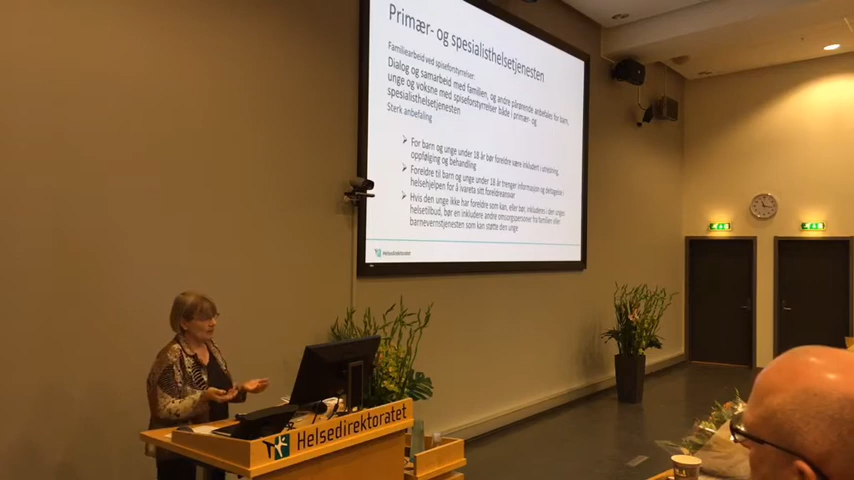 Primær- og spesialisthelsetjenesten
Familiearbeid ved spiseforstyrrelser:
Dialog og samarbeid med familien, og andre pårørende anbefales for barn,
unge og voksne med spiseforstyrrelser både i primær- og
spesialisthelsetjenesten
Sterk anbefaling
For barn og unge under 18 år bør foreldre være inkludert i utredning,
oppfølging og behandling
Foreldre til barn og unge under 18 år trenger informasjon og deltagelse i
helsehjelpen for å ivareta sitt foreldreansvar
Hvis den unge ikke har foreldre som kan, eller bør, inkluderes i den unges
helsetilbud, bør en inkludere andre omsorgspersoner fra familien eller
barnevernstjenesten som kan støtte den unge
Helsedirektoratet
Helsedirektoratet